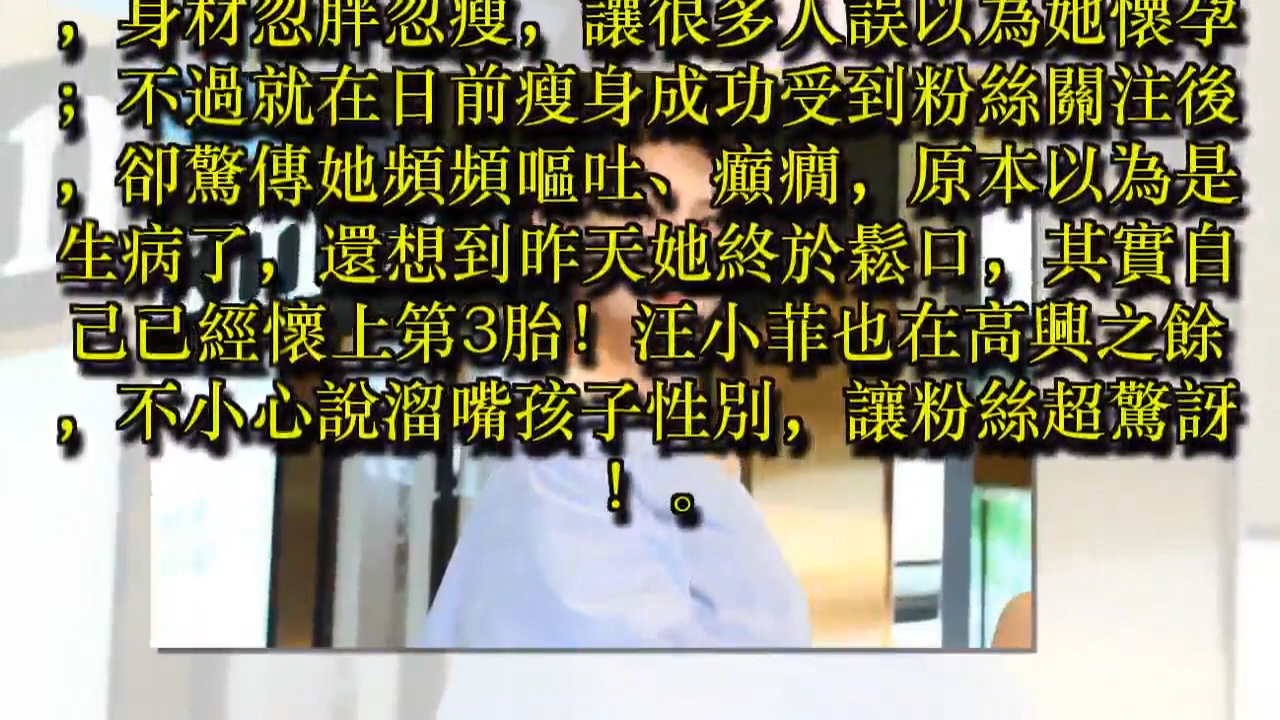 ，身材忽胖忽瘦，讓很多人誤以為她懷孕
；不過就在日前瘦身成功受到粉絲關注後
，卻驚傳她頻頻嘔吐、癲癇，原本以為是
生病了，還想到昨天她終於鬆口，其實自
己已經懷上第3胎！汪小菲也在高興之餘
，不小心說溜嘴孩子性別，讓粉絲超驚訝
！。